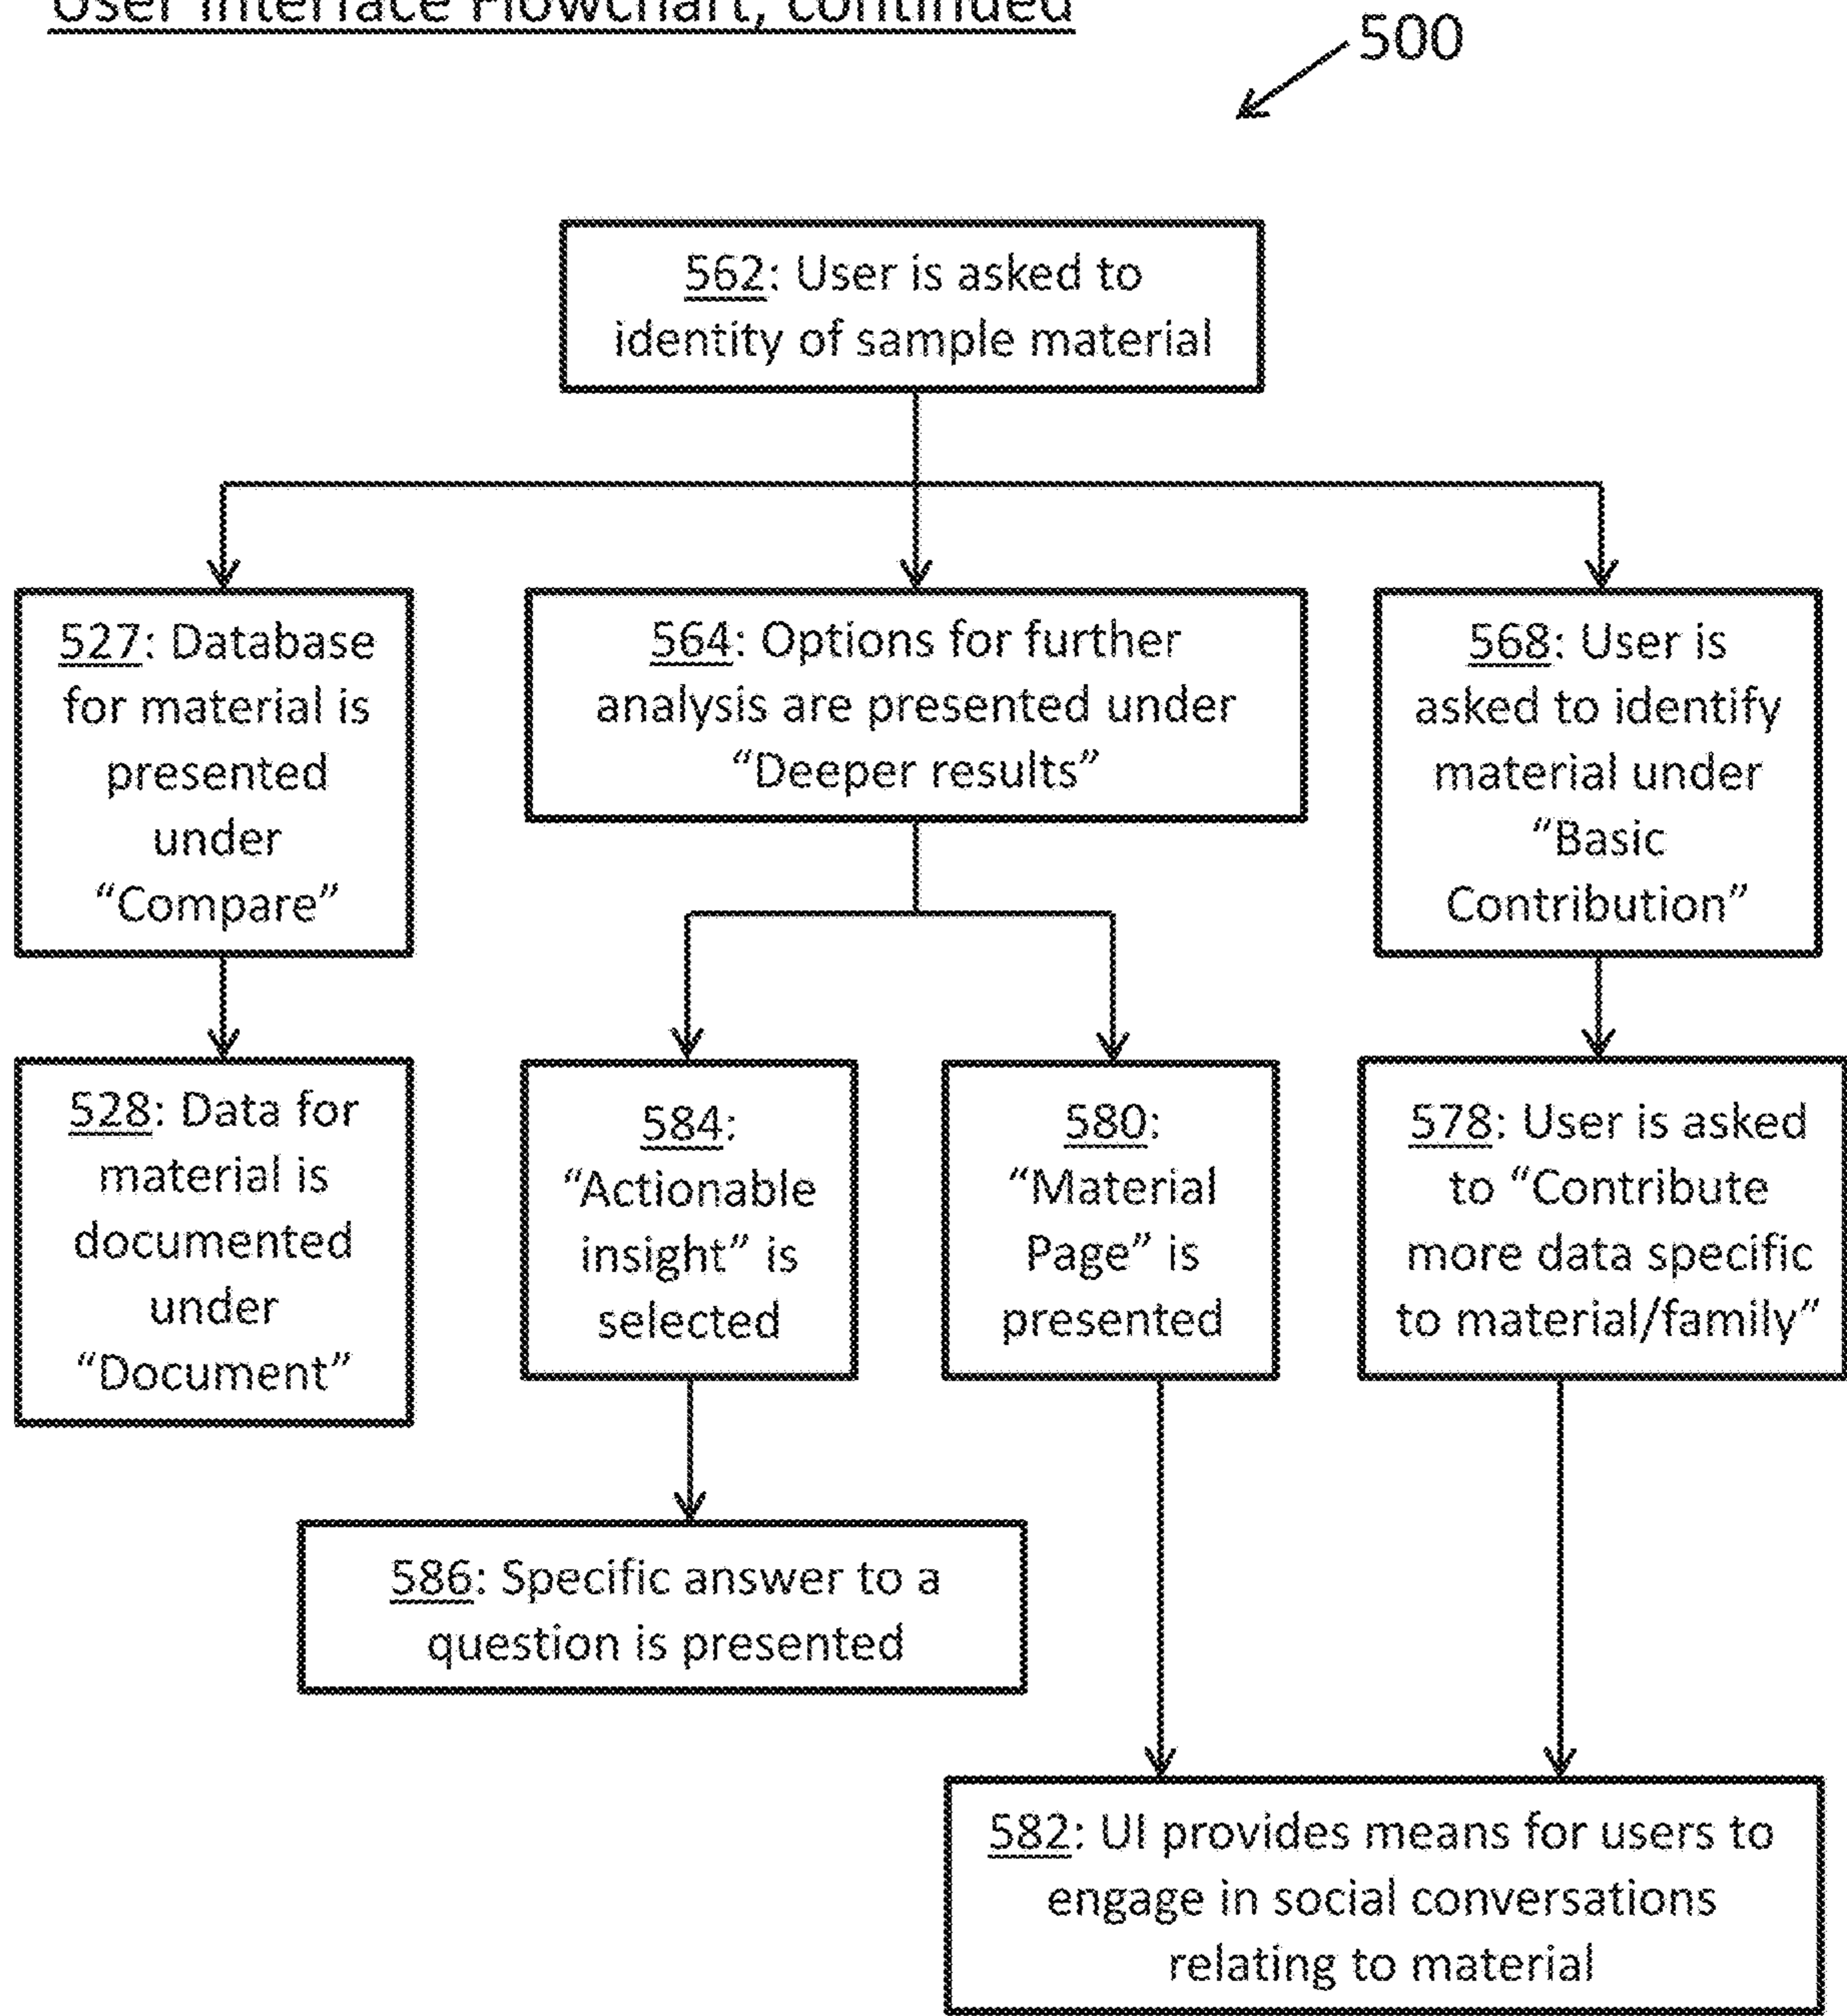 User Interface Flowchart, continued
500
562: User is asked to
identity of sample material
527: Database
for material is
presented
under
“Compare”
564: Options for further
analysis are presented under
“Deeper results”
568: User is
asked to identify
material under
“Basic
Contribution”
528: Data for
material is
documented
under
“Document”
584:
“Actionable
insight” is
selected
580:
“Material
Page” is
presented
578: User is asked
to “Contribute
more data specific
to material/family”
586: Specific answer to a
question is presented
582: UI provides means for users to
engage in social conversations
relating to material